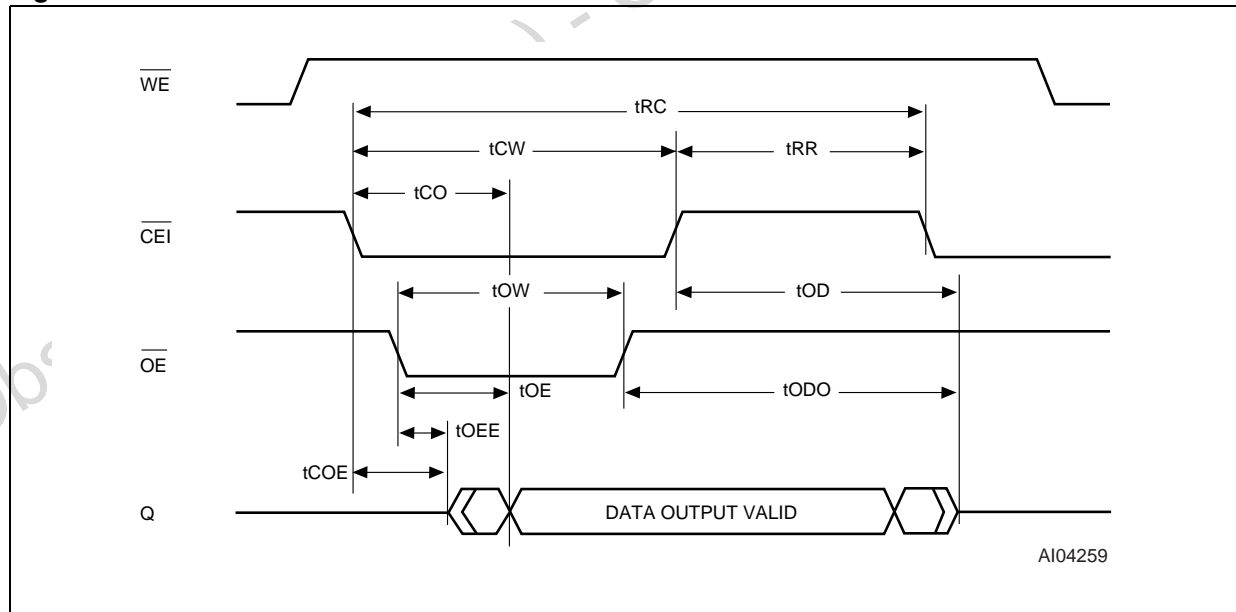 WE
tRC
tCW
tRR
tCO
CEI
tOW
tOD
OE
tOE
tODO
tOEE
tCOE
Q
DATA OUTPUT VALID
AI04259